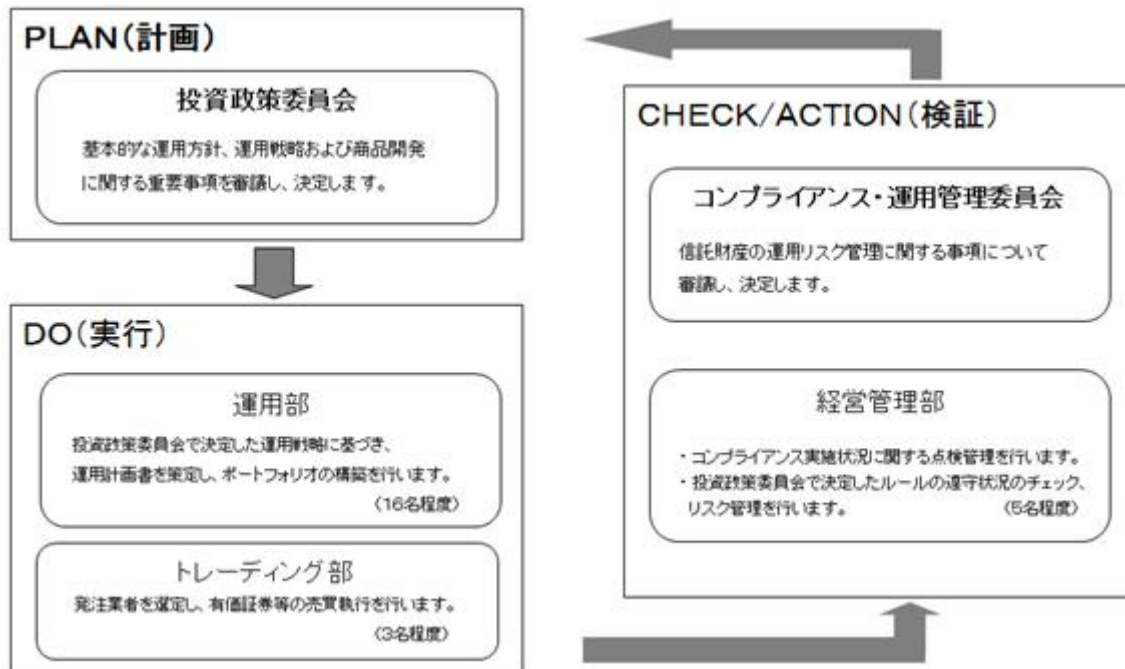 PLAN(計画)
投資政策委員会
基本的な運用方針、運用戦略および商品開発
に関する重要事項を審議し、決定します。
DO(実行)
運用部
投資政策委員会で決定した運用戦略に基づき、
運用計画書を策定し、ポートフォリオの構築を行います。
(16名程度)
トレーディング部
発注業者を選定し、有価証券等の売買執行を行います。
(3名程度)
CHECK/ACTION(検証)
コンプライアンス・運用管理委員会
信託財産の運用リスク管理に関する事項について
審議し、決定します。
経営管理部
・コンプライアンス実施状況に関する点検管理を行います。
・投資政策委員会で決定したルールの遵守状況のチェック、
リスク管理を行います。 (5名程度)